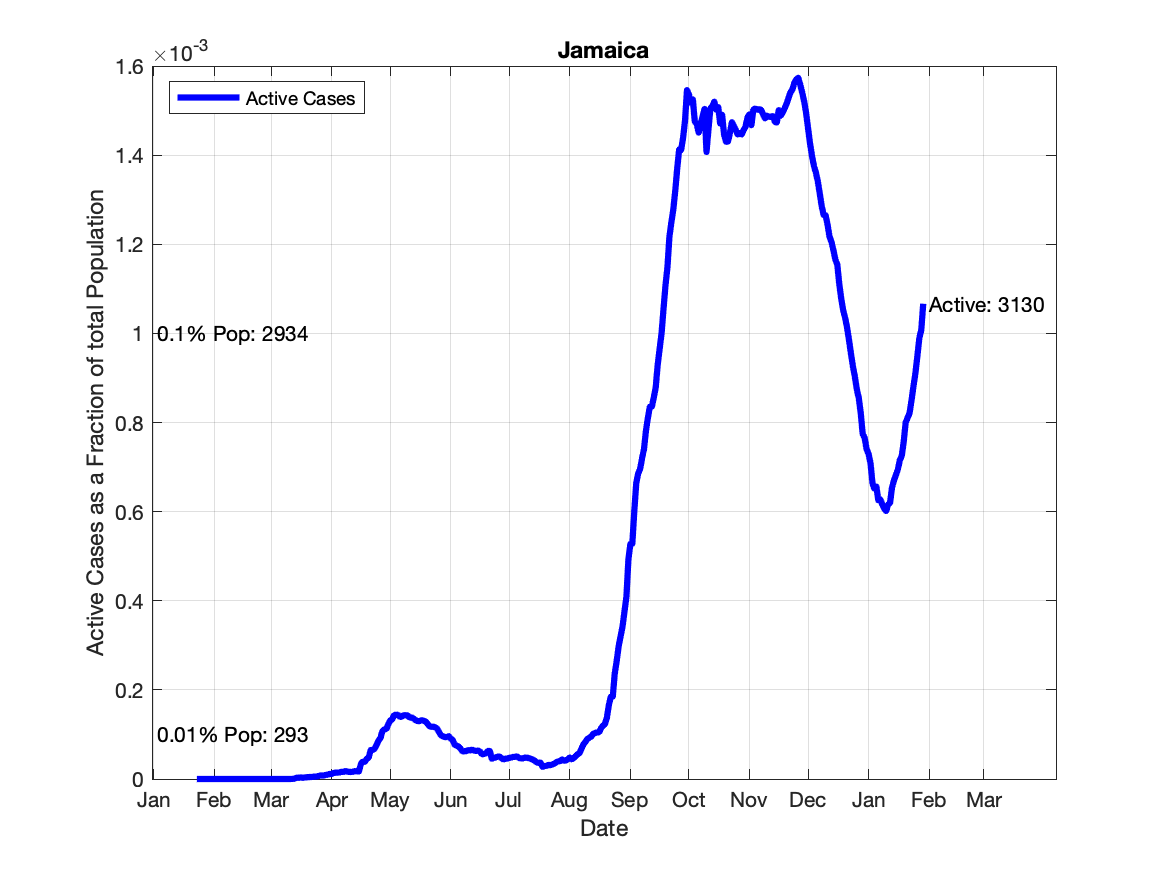 Jamaica
×10-3
1.6
1.4
1.2
1
0.8
0.6
0.4
0.2
0
Active Cases
0.1% Pop: 2934
0.01% Pop: 293
Active: 3130
Active Cases as a Fraction of total Population
Jan Feb Mar Apr May Jun Jul Aug Sep Oct Nov Dec Jan Feb Mar
Date